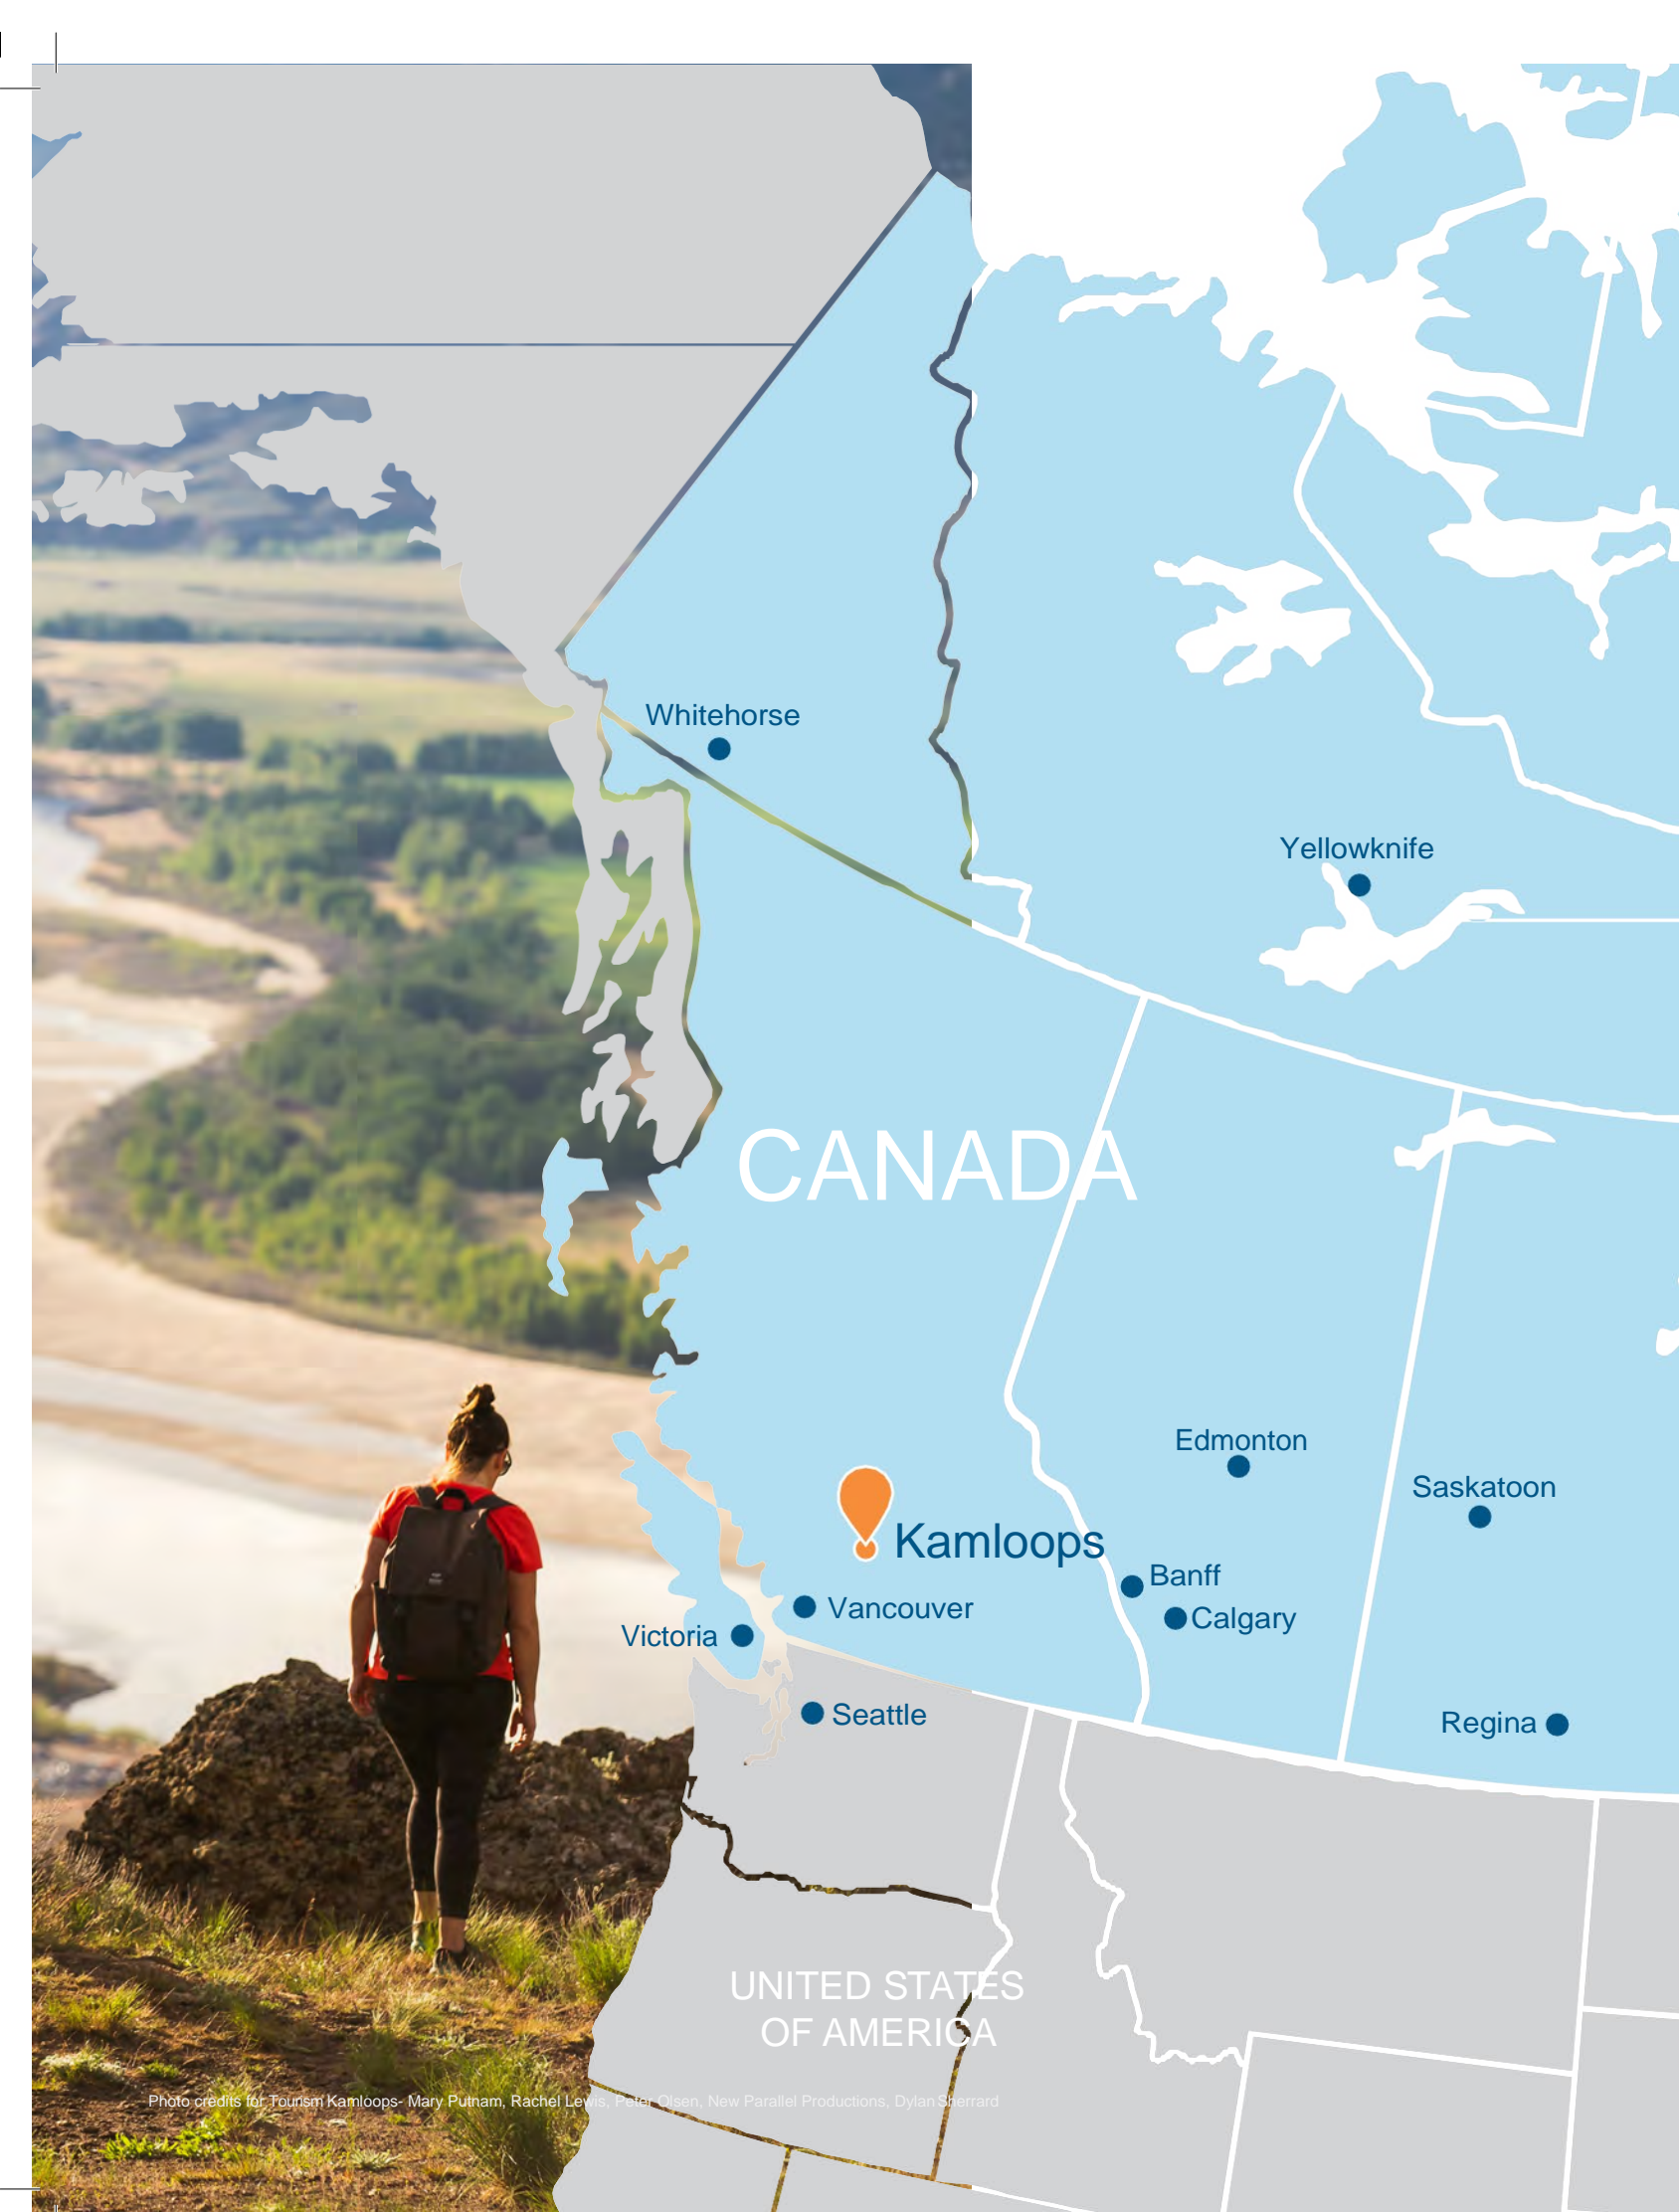 Whitehorse
Yellowknife
CANADA
Edmonton
Saskatoon
Kamloops
Banff
Vancouver
Calgary
Victoria
Seattle
Regina
UNITED STATES
OF AMERICA
Photo credits for Tourism Kamloops- Mary Putnam, Rachel Lewis, Peter Olsen, New Parallel Productions, Dylan Sherrard